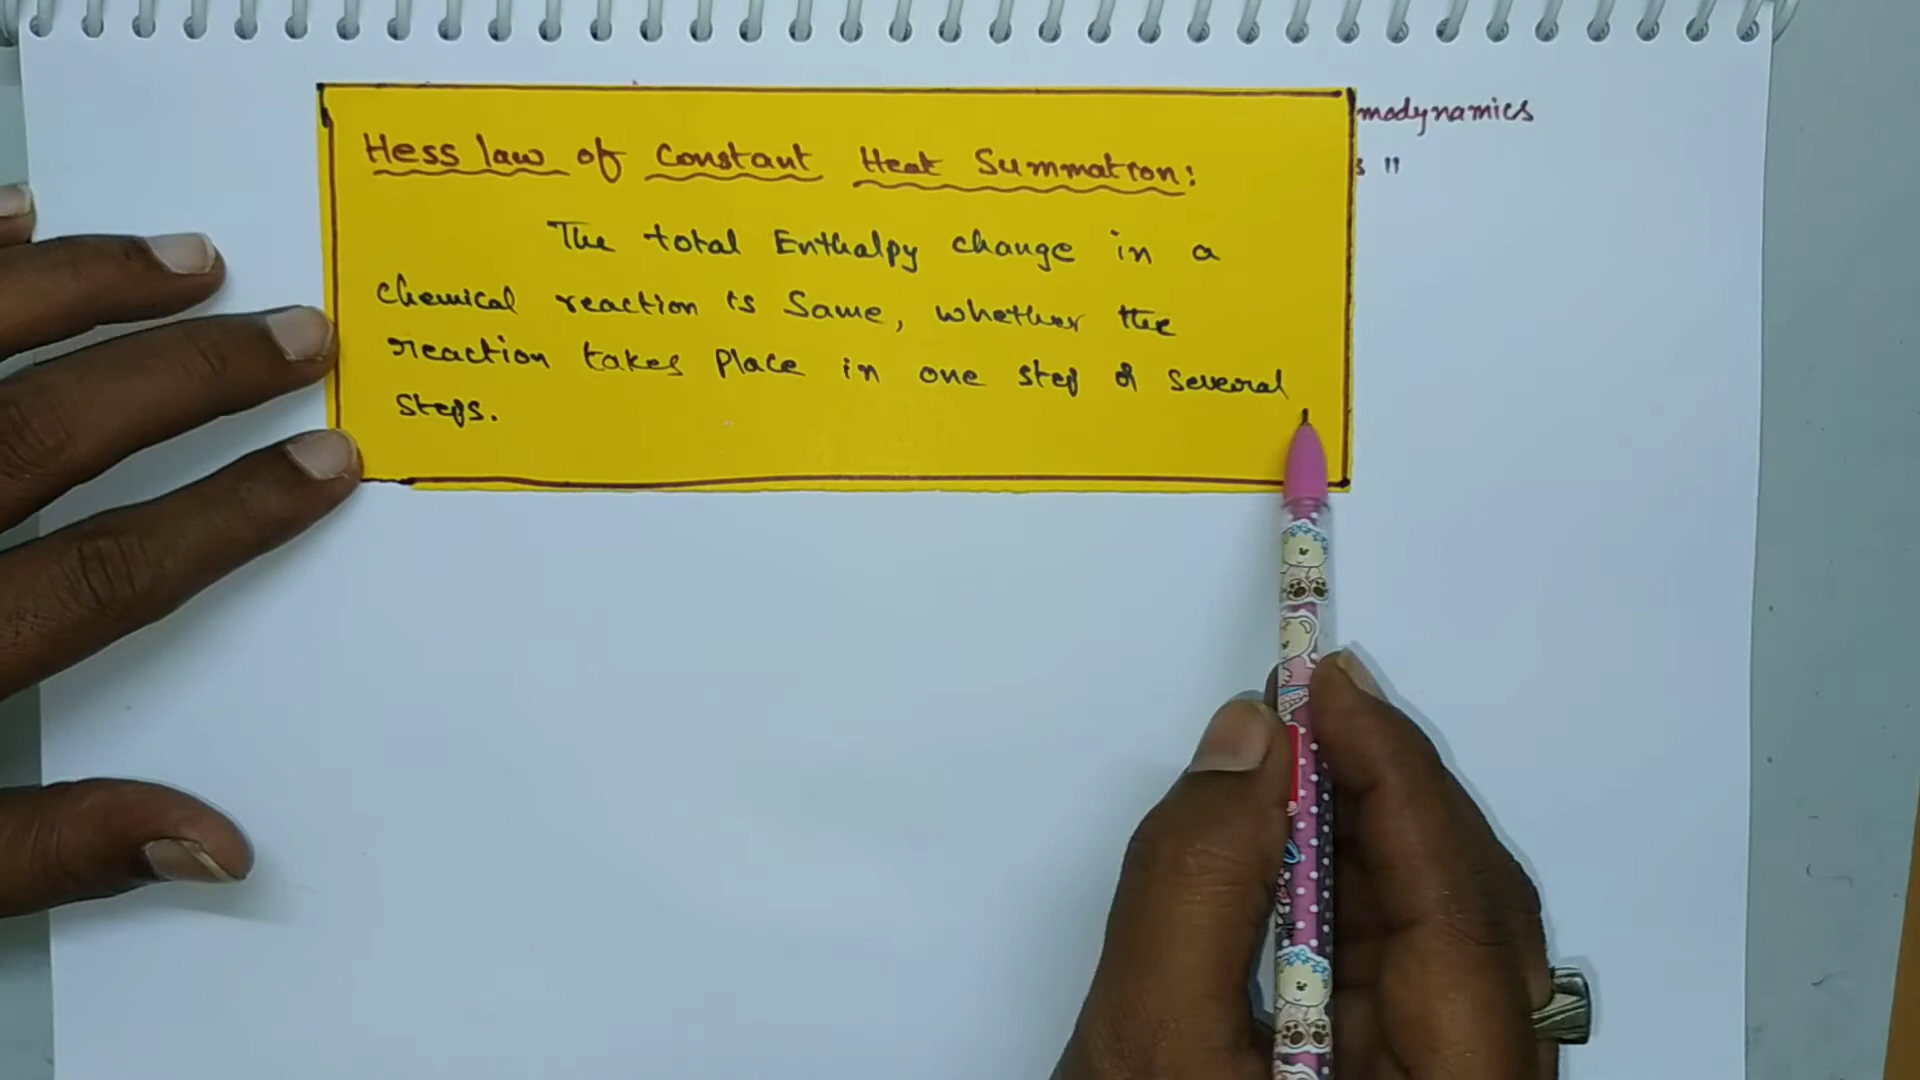 Hess law of Constant Heat Summation:
The total Enthalpy change in a
chemical reaction is Same, whether the
reaction takes Place in one step or several
Steps.
modynamics
s "